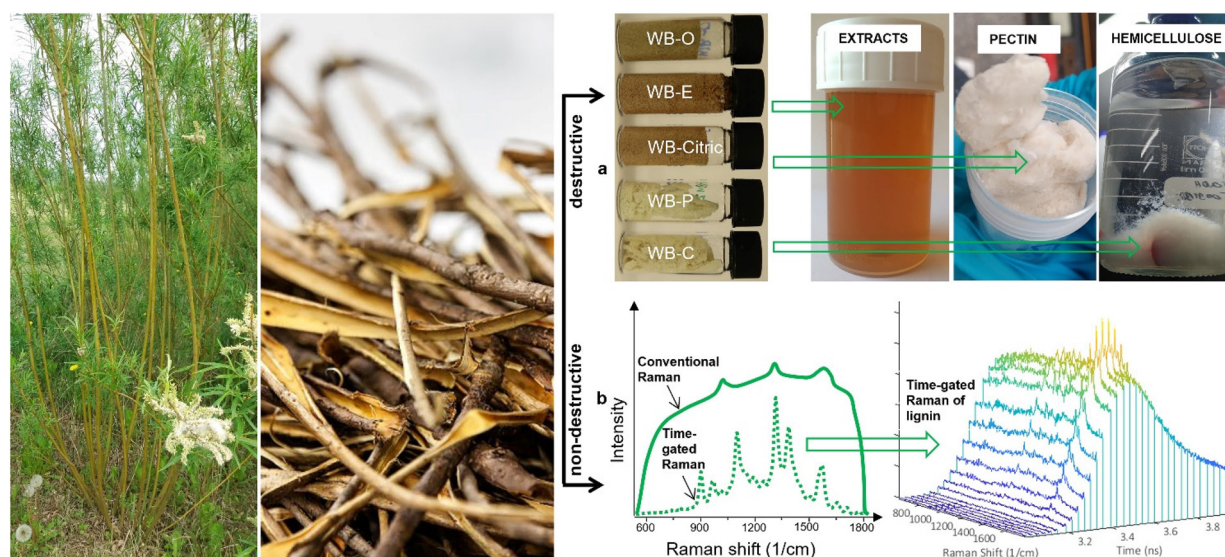 destructive
non-destructive
a
WB-O
WB-E
WB-Citric
WB-P
WB-C
EXTRACTS
PECTIN
HEMICELLULOSE
b
Conventional
Raman
Time-
gated
Raman
Intensity
600 900 1200 1500 1800
Raman shift (1/cm)
Time-gated
Raman of
lignin
800
1000
1200
1400
1600
Raman Shift (1/cm)
3.2
3.4
3.6
3.8
Time (ns)